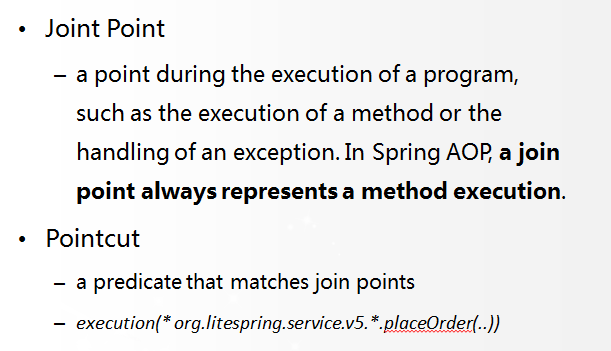 • Joint Point
– a point during the execution of a program,
such as the execution of a method or the
handling of an exception. In Spring AOP, a join
point always represents a method execution.
• Pointcut
– a predicate that matches join points
– execution(* org.litespring.service.v5.*.placeOrder(..))